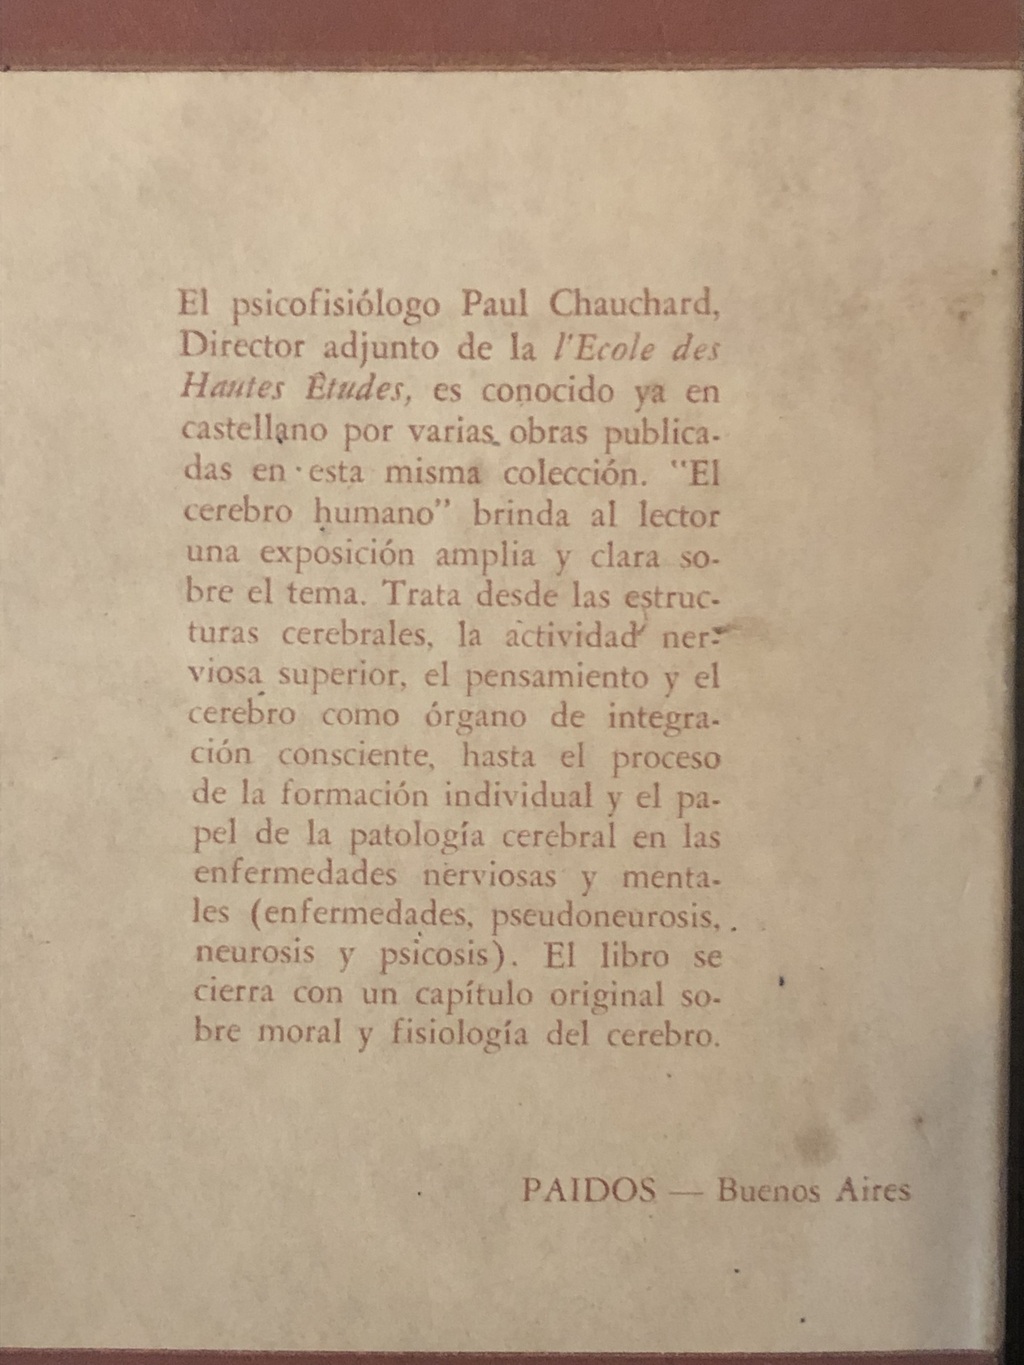 El psicofisiólogo Paul Chauchard,
Director adjunto de la l'Ecole des
Hautes Êtudes, es conocido ya en
castellano por varias obras publica-
das en esta misma colección. "El
cerebro humano" brinda al lector
una exposición amplia y clara so-
bre el tema. Trata desde las estruc-
turas cerebrales, la actividad ner-
viosa superior, el pensamiento y el
cerebro como órgano de integra-
ción consciente, hasta el proceso
de la formación individual y el pa-
pel de la patología cerebral en las
enfermedades nerviosas y menta-
les (enfermedades, pseudoneurosis,
neurosis y psicosis). El libro se
cierra con un capítulo original so-
bre moral y fisiología del cerebro.
PAIDOS — Buenos Aires